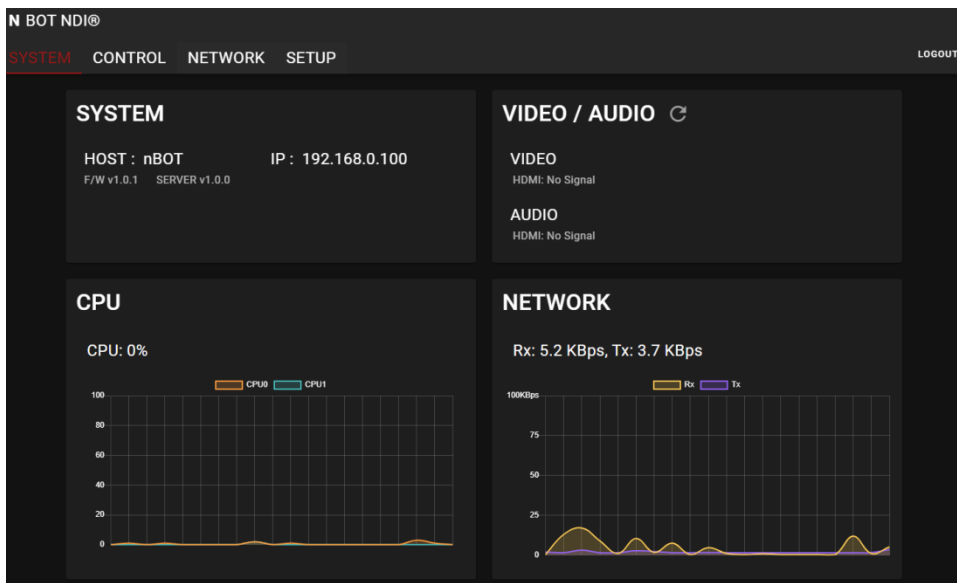 N BOT NDI®
SYSTEM CONTROL NETWORK SETUP LOGOUT
SYSTEM
HOST : nBOT IP : 192.168.0.100
F/W v1.0.1 SERVER v1.0.0
VIDEO / AUDIO
VIDEO
HDMI: No Signal
AUDIO
HDMI: No Signal
CPU
CPU: 0%
CPU0 CPU1
100
80
60
40
20
0
NETWORK
Rx: 5.2 KBps, Tx: 3.7 KBps
Rx Tx
100KBps
75
50
25
0